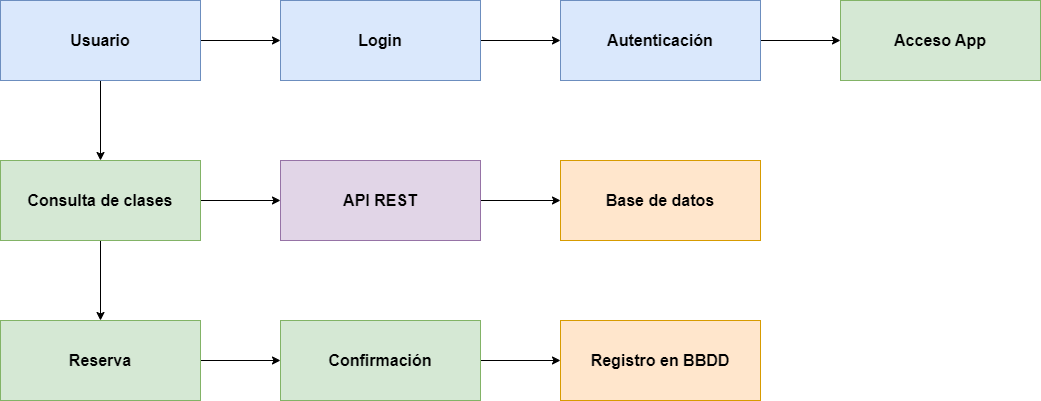 Usuario
Login
Autenticación
Acceso App
Consulta de clases
API REST
Base de datos
Reserva
Confirmación
Registro en BBDD